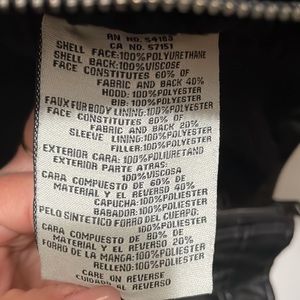 RN NO. 54163
CA NO. 57151
SHELL FACE:100%POLYURETHANE
SHELL BACK:100%VISCOSE
FACE CONSTITUTES 60% OF
FABRIC AND BACK 40%
HOOD:100%POLYESTER
BIB:100%POLYESTER
FAUX FUR BODY LINING:100%POLYESTER
FACE CONSTITUTES 80% OF
FABRIC AND BACK 20%
SLEEVE LINING:100%POLYESTER
FILLER:100%POLYESTER
EXTERIOR CARA:100%POLIURETANO
EXTERIOR PARTE ATRAS:
100%VISCOSA
CARA COMPUESTO DE 60% DE
MATERIAL Y EL REVERSO 40%
CAPUCHA:100%POLIESTER
BABADOR:100%POLIESTER
PELO SINTETICO FORRO DEL CUERPO:
100%POLIESTER
CARA COMPUESTO DE 80% DE
MATERIAL Y EL REVERSO 20%
FORRO DE LA MANGA:100%POLIESTER
RELLENO:100%POLIESTER
CARE ON REVERSE
CUIDADO AL REVERSO